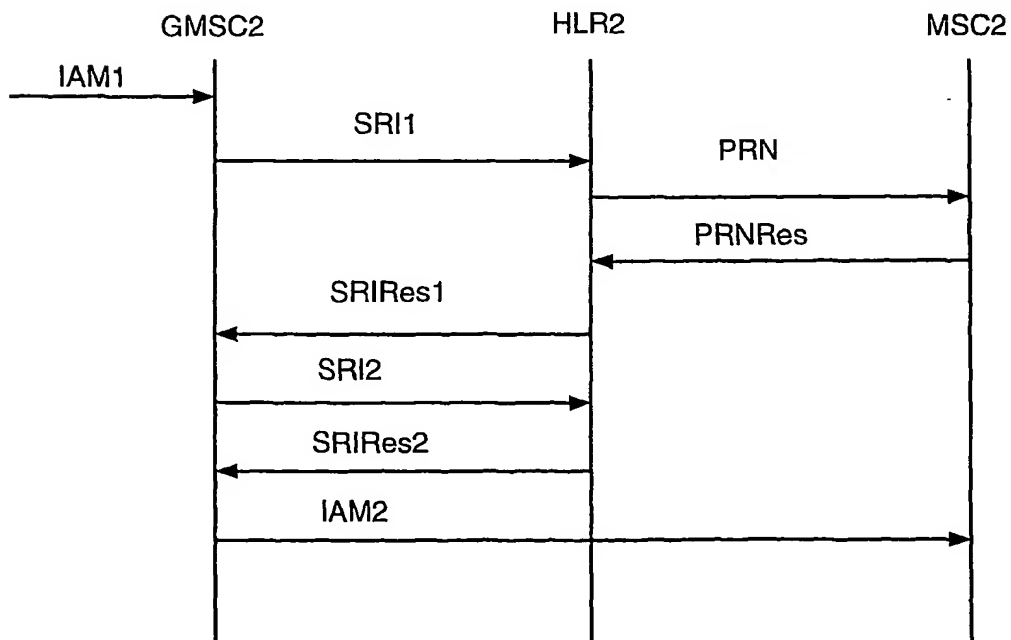 GMSC2 HLR2 MSC2
IAM1
SRI1
PRN
PRNRes
SRIRes1
SRI2
SRIRes2
IAM2